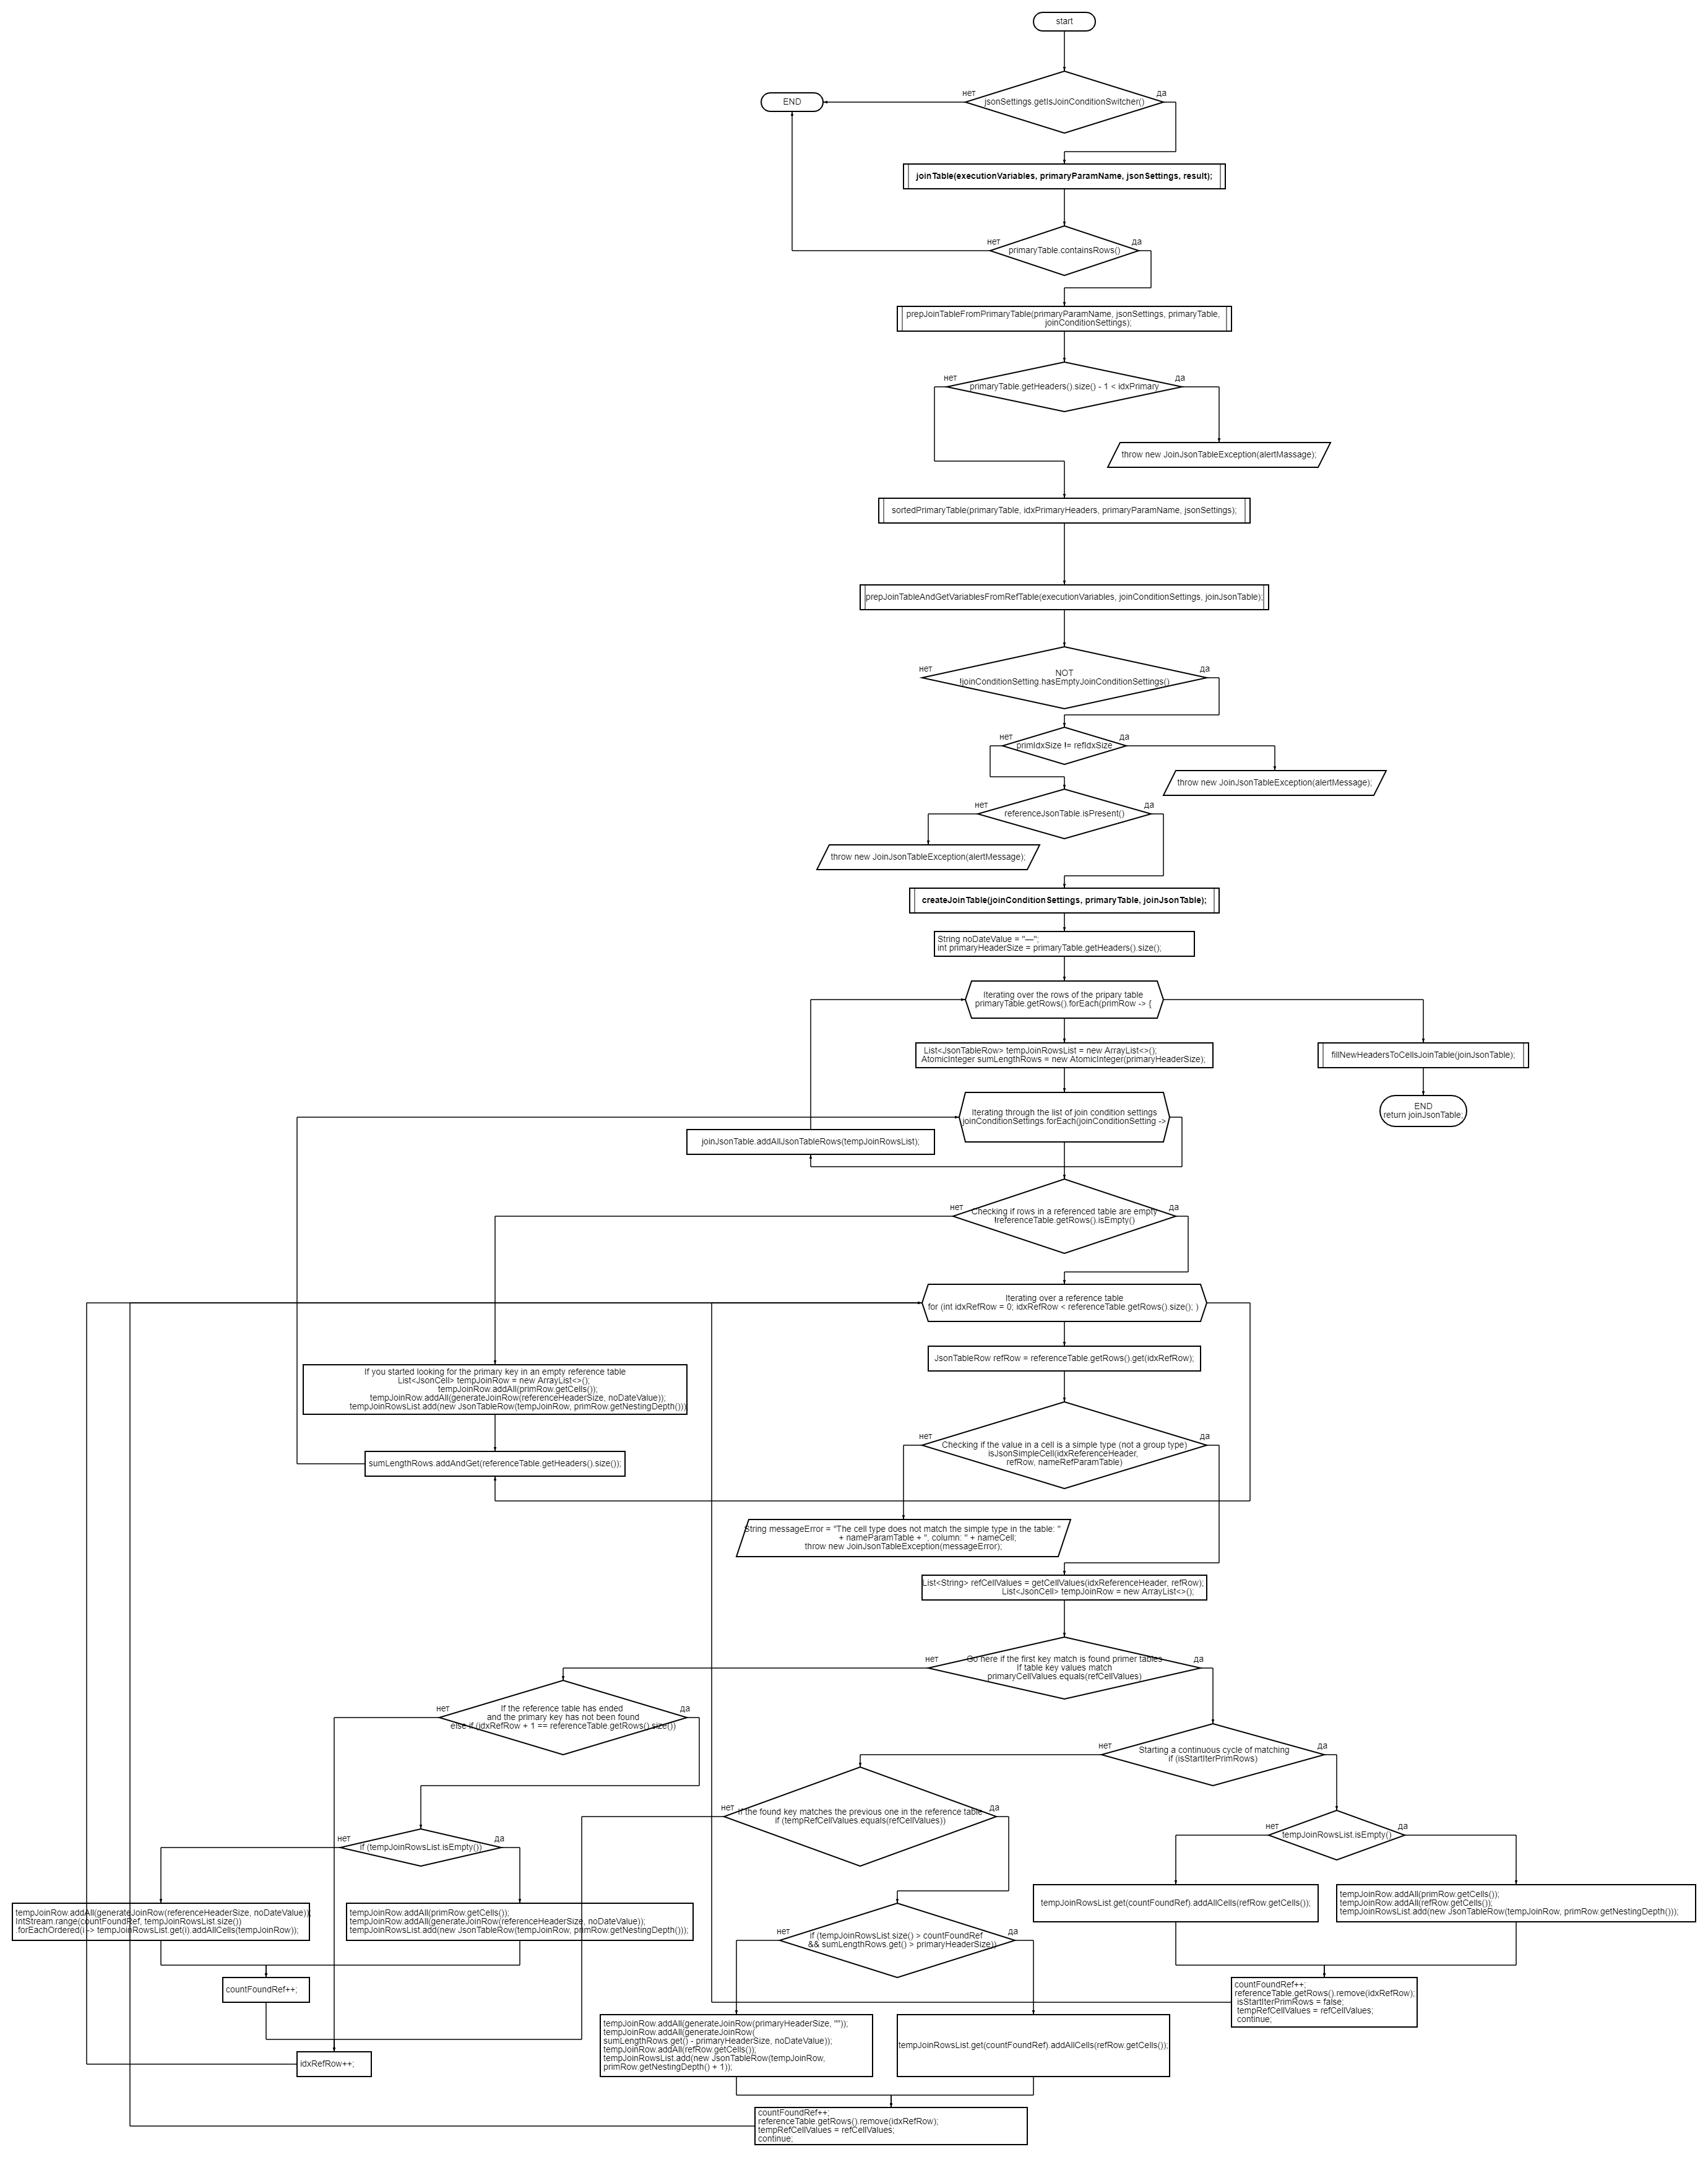 start
нет
да
jsonSettings.getIsJoinConditionSwitcher()
END
joinTable(executionVariables, primaryParamName, jsonSettings, result);
нет
да
primaryTable.containsRows()
prepJoinTableFromPrimaryTable(primaryParamName, jsonSettings, primaryTable,
joinConditionSettings);
нет
да
primaryTable.getHeaders().size() - 1 < idxPrimary
throw new JoinJsonTableException(alertMassage);
sortedPrimaryTable(primaryTable, idxPrimaryHeaders, primaryParamName, jsonSettings);
prepJoinTableAndGetVariablesFromRefTable(executionVariables, joinConditionSettings, joinJsonTable);
нет
да
NOT
!joinConditionSetting.hasEmptyJoinConditionSettings()
нет
да
primIdxSize != refIdxSize
throw new JoinJsonTableException(alertMessage);
нет
да
referenceJsonTable.isPresent()
throw new JoinJsonTableException(alertMessage);
createJoinTable(joinConditionSettings, primaryTable, joinJsonTable);
String noDateValue = "—";
int primaryHeaderSize = primaryTable.getHeaders().size();
Iterating over the rows of the pripary table
primaryTable.getRows().forEach(primRow -> {
List<JsonTableRow> tempJoinRowsList = new ArrayList<>();
AtomicInteger sumLengthRows = new AtomicInteger(primaryHeaderSize);
fillNewHeadersToCellsJoinTable(joinJsonTable);
END
return joinJsonTable;
Iterating through the list of join condition settings
joinConditionSettings.forEach(joinConditionSetting ->
joinJsonTable.addAllJsonTableRows(tempJoinRowsList);
нет
да
Checking if rows in a referenced table are empty
!referenceTable.getRows().isEmpty()
Iterating over a reference table
for (int idxRefRow = 0; idxRefRow < referenceTable.getRows().size(); )
JsonTableRow refRow = referenceTable.getRows().get(idxRefRow);
If you started looking for the primary key in an empty reference table
List<JsonCell> tempJoinRow = new ArrayList<>();
tempJoinRow.addAll(primRow.getCells());
tempJoinRow.addAll(generateJoinRow(referenceHeaderSize, noDateValue));
tempJoinRowsList.add(new JsonTableRow(tempJoinRow, primRow.getNestingDepth()))
нет
да
Checking if the value in a cell is a simple type (not a group type)
isJsonSimpleCell(idxReferenceHeader,
refRow, nameRefParamTable)
sumLengthRows.addAndGet(referenceTable.getHeaders().size());
String messageError = "The cell type does not match the simple type in the table: "
+ nameParamTable + ", column: " + nameCell;
throw new JoinJsonTableException(messageError);
List<String> refCellValues = getCellValues(idxReferenceHeader, refRow);
List<JsonCell> tempJoinRow = new ArrayList<>();
нет
да
Go here if the first key match is found primer tables
If table key values match
primaryCellValues.equals(refCellValues)
нет
да
If the reference table has ended
and the primary key has not been found
else if (idxRefRow + 1 == referenceTable.getRows().size())
нет
да
Starting a continuous cycle of matching
if (isStartIterPrimRows)
нет
да
If the found key matches the previous one in the reference table
if (tempRefCellValues.equals(refCellValues))
нет
да
tempJoinRowsList.isEmpty()
нет
да
if (tempJoinRowsList.isEmpty())
tempJoinRowsList.get(countFoundRef).addAllCells(refRow.getCells());
tempJoinRow.addAll(primRow.getCells());
tempJoinRow.addAll(refRow.getCells());
tempJoinRowsList.add(new JsonTableRow(tempJoinRow, primRow.getNestingDepth()));
tempJoinRow.addAll(generateJoinRow(referenceHeaderSize, noDateValue));
IntStream.range(countFoundRef, tempJoinRowsList.size())
.forEachOrdered(i -> tempJoinRowsList.get(i).addAllCells(tempJoinRow));
tempJoinRow.addAll(primRow.getCells());
tempJoinRow.addAll(generateJoinRow(referenceHeaderSize, noDateValue));
tempJoinRowsList.add(new JsonTableRow(tempJoinRow, primRow.getNestingDepth()));
нет
да
if (tempJoinRowsList.size() > countFoundRef
&& sumLengthRows.get() > primaryHeaderSize))
countFoundRef++;
countFoundRef++;
referenceTable.getRows().remove(idxRefRow);
isStartIterPrimRows = false;
tempRefCellValues = refCellValues;
continue;
tempJoinRow.addAll(generateJoinRow(primaryHeaderSize, ""));
tempJoinRow.addAll(generateJoinRow(
sumLengthRows.get() - primaryHeaderSize, noDateValue));
tempJoinRow.addAll(refRow.getCells());
tempJoinRowsList.add(new JsonTableRow(tempJoinRow,
primRow.getNestingDepth() + 1));
tempJoinRowsList.get(countFoundRef).addAllCells(refRow.getCells());
idxRefRow++;
countFoundRef++;
referenceTable.getRows().remove(idxRefRow);
tempRefCellValues = refCellValues;
continue;